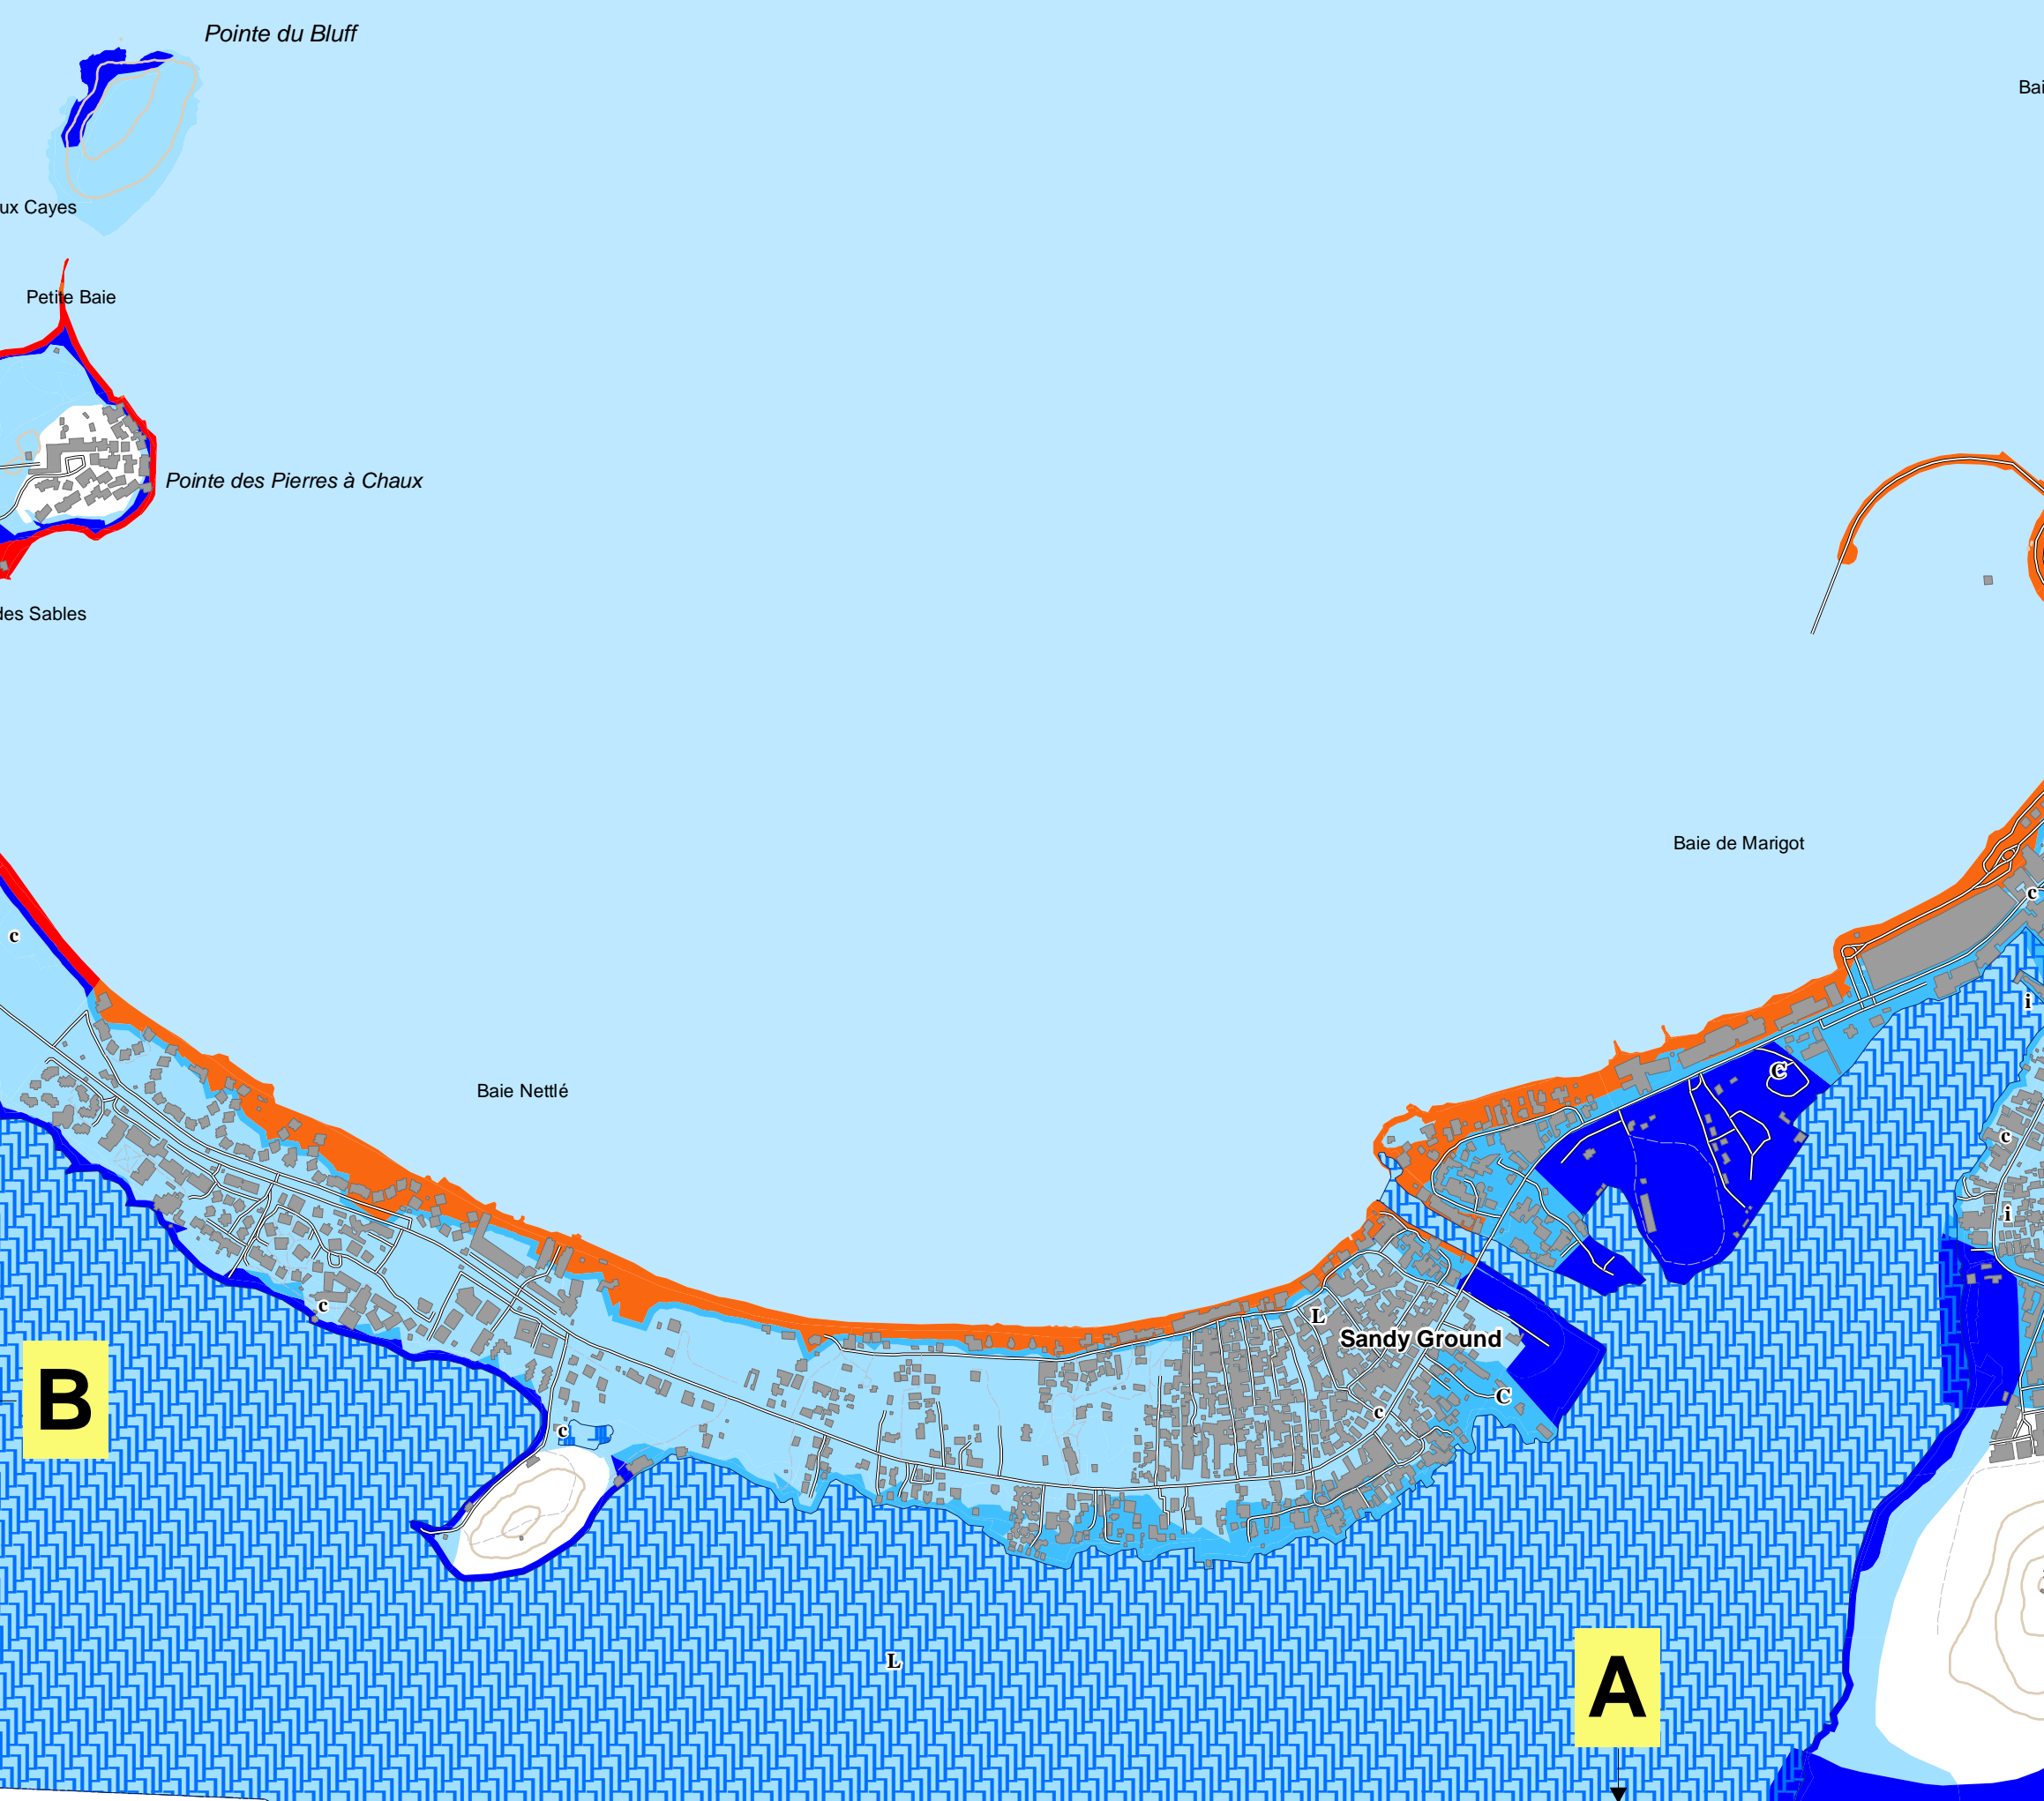 Pointe du Bluff
Bai
ux Cayes
Petite Baie
Pointe des Pierres à Chaux
des Sables
Baie de Marigot
c
c
i
Baie Nettlé
C
c
i
c
L
Sandy Ground
B
C
c
c
L
A